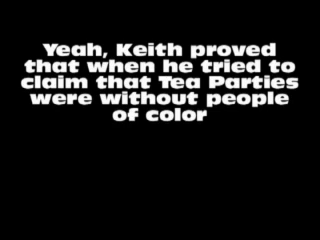 Yeah, Keith proved
that when he tried to
claim that Tea Parties
were without people
of color